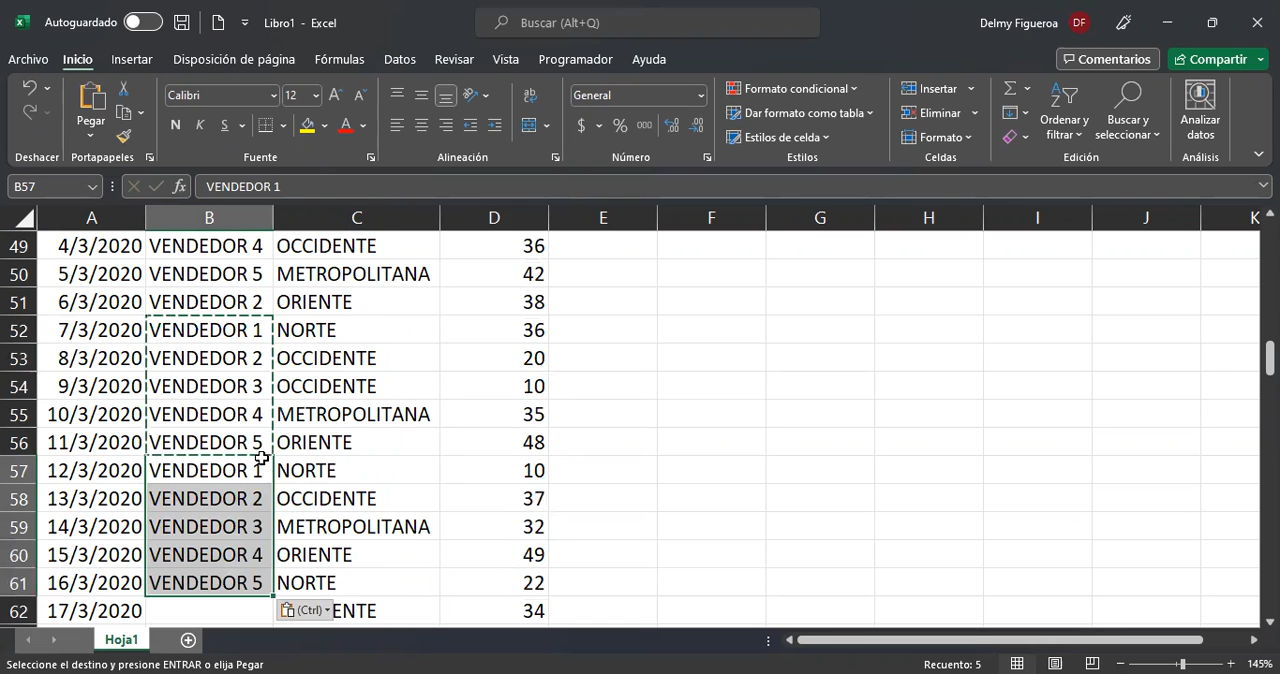 Autoguardado Libro1 - Excel Buscar (Alt+Q) Delmy Figueroa DF
Archivo Inicio Insertar Disposición de página Fórmulas Datos Revisar Vista Programador Ayuda Comentarios Compartir
Pegar Calibri 12 General Formato condicional Insertar
N K S A A A $ % 000 Dar formato como tabla Eliminar Ordenar y filtrar Buscar y seleccionar Analizar datos
Estilos de celda Formato
Deshacer Portapapeles Fuente Alineación Número Estilos Celdas Edición Análisis
B57 fx VENDEDOR 1
A B C D E F G H I J K
49 4/3/2020 VENDEDOR 4 OCCIDENTE 36
50 5/3/2020 VENDEDOR 5 METROPOLITANA 42
51 6/3/2020 VENDEDOR 2 ORIENTE 38
52 7/3/2020 VENDEDOR 1 NORTE 36
53 8/3/2020 VENDEDOR 2 OCCIDENTE 20
54 9/3/2020 VENDEDOR 3 OCCIDENTE 10
55 10/3/2020 VENDEDOR 4 METROPOLITANA 35
56 11/3/2020 VENDEDOR 5 ORIENTE 48
57 12/3/2020 VENDEDOR 1 NORTE 10
58 13/3/2020 VENDEDOR 2 OCCIDENTE 37
59 14/3/2020 VENDEDOR 3 METROPOLITANA 32
60 15/3/2020 VENDEDOR 4 ORIENTE 49
61 16/3/2020 VENDEDOR 5 NORTE 22
62 17/3/2020 (Ctrl) ENTE 34
Hoja1
Seleccione el destino y presione ENTRAR o elija Pegar Recuento: 5 145%